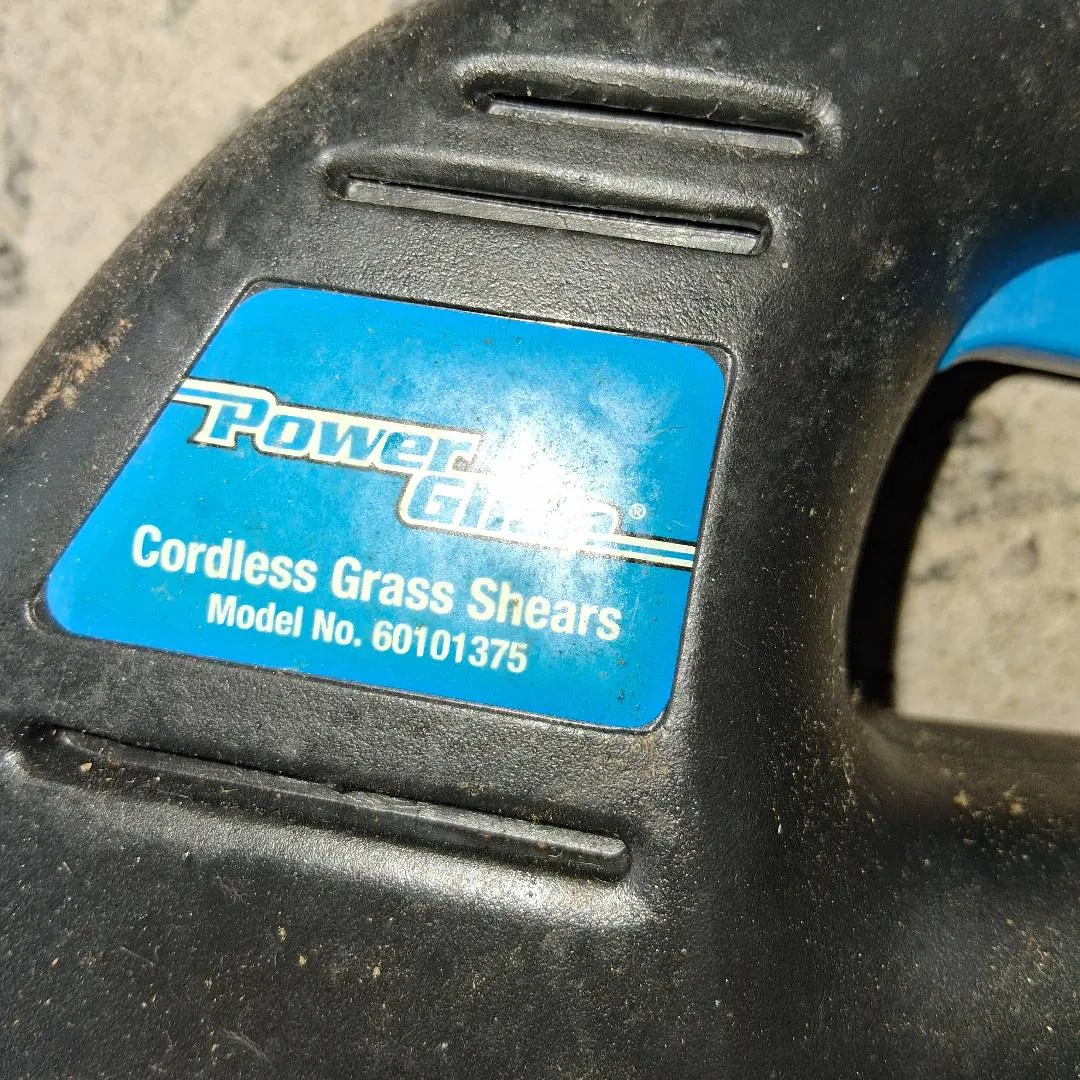 Power
®
Cordless Grass Shears
Model No. 60101375